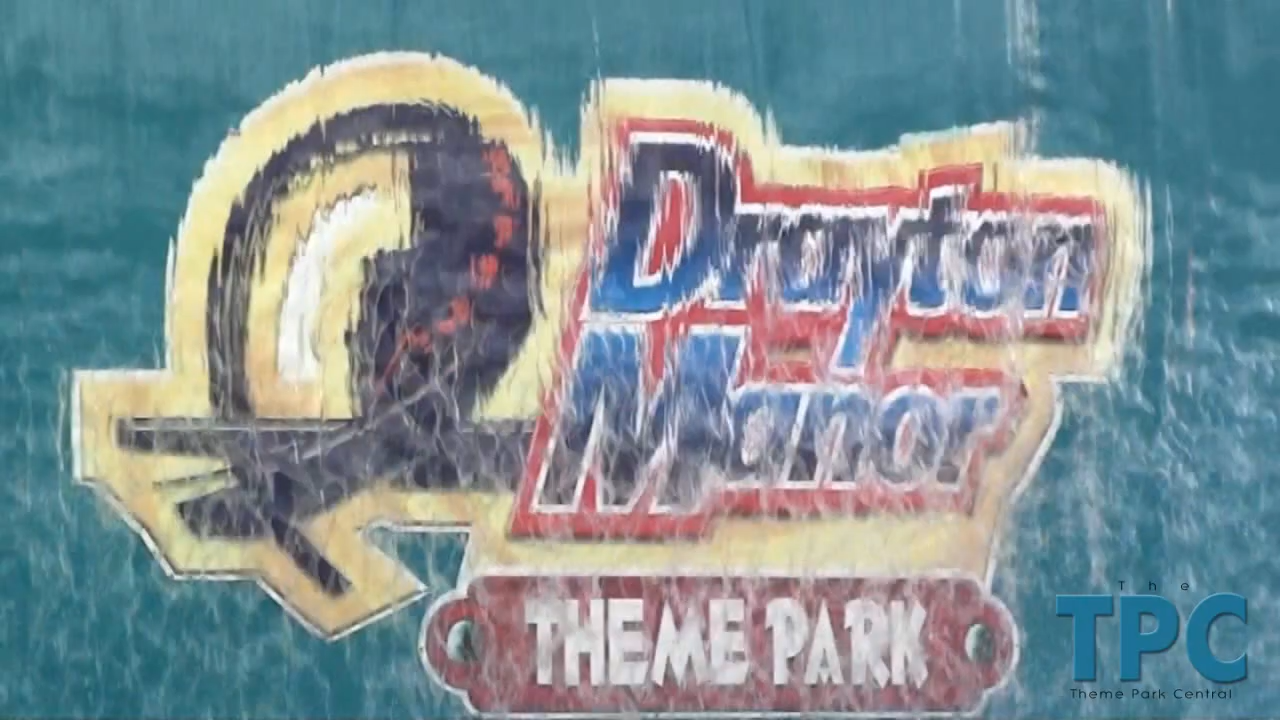 Drayton
Manor
THEME PARK
The
TPC
Theme Park Central